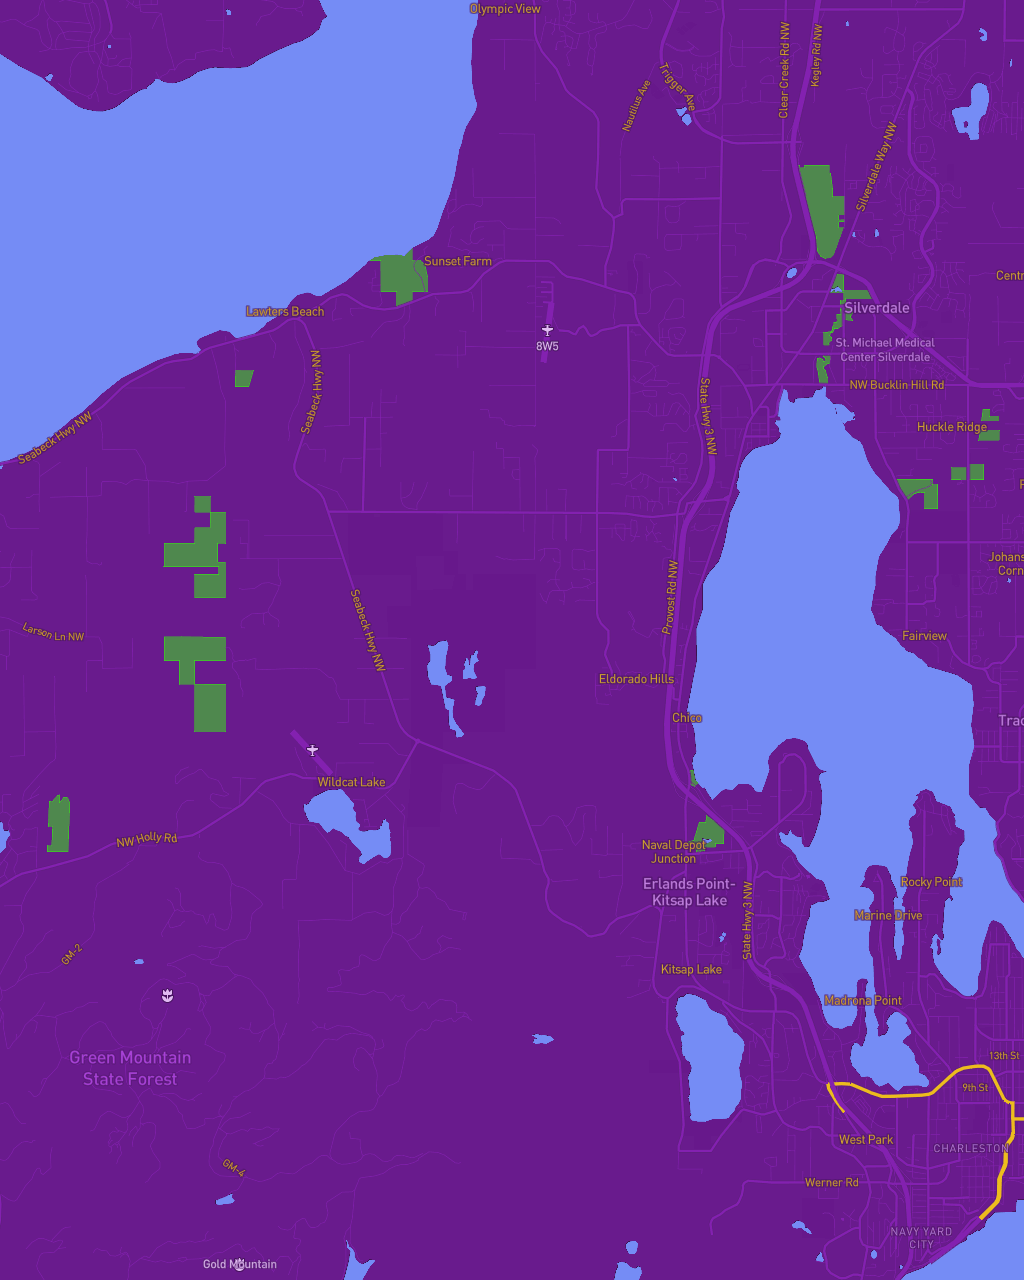 Olympic View
Clear Creek Rd NW
Kegley Rd NW
Trigger Ave
Nautilus Ave
Silverdale Way NW
Sunset Farm
Centr
Lawters Beach
Silverdale
8W5
St. Michael Medical
Center Silverdale
Seabeck Hwy NW
NW Bucklin Hill Rd
State Hwy 3 NW
Seabeck Hwy NW
Huckle Ridge
Johans
Corn
Provost Rd NW
Seabeck Hwy NW
Larson Ln NW
Fairview
Eldorado Hills
Chico
Trac
Wildcat Lake
NW Holly Rd
Naval Depot
Junction
Erlands Point-
Kitsap Lake
Rocky Point
Marine Drive
State Hwy 3 NW
GM-2
Kitsap Lake
Madrona Point
Green Mountain
State Forest
13th St
9th St
West Park
CHARLESTON
GM-4
Werner Rd
NAVY YARD
CITY
Gold Mountain